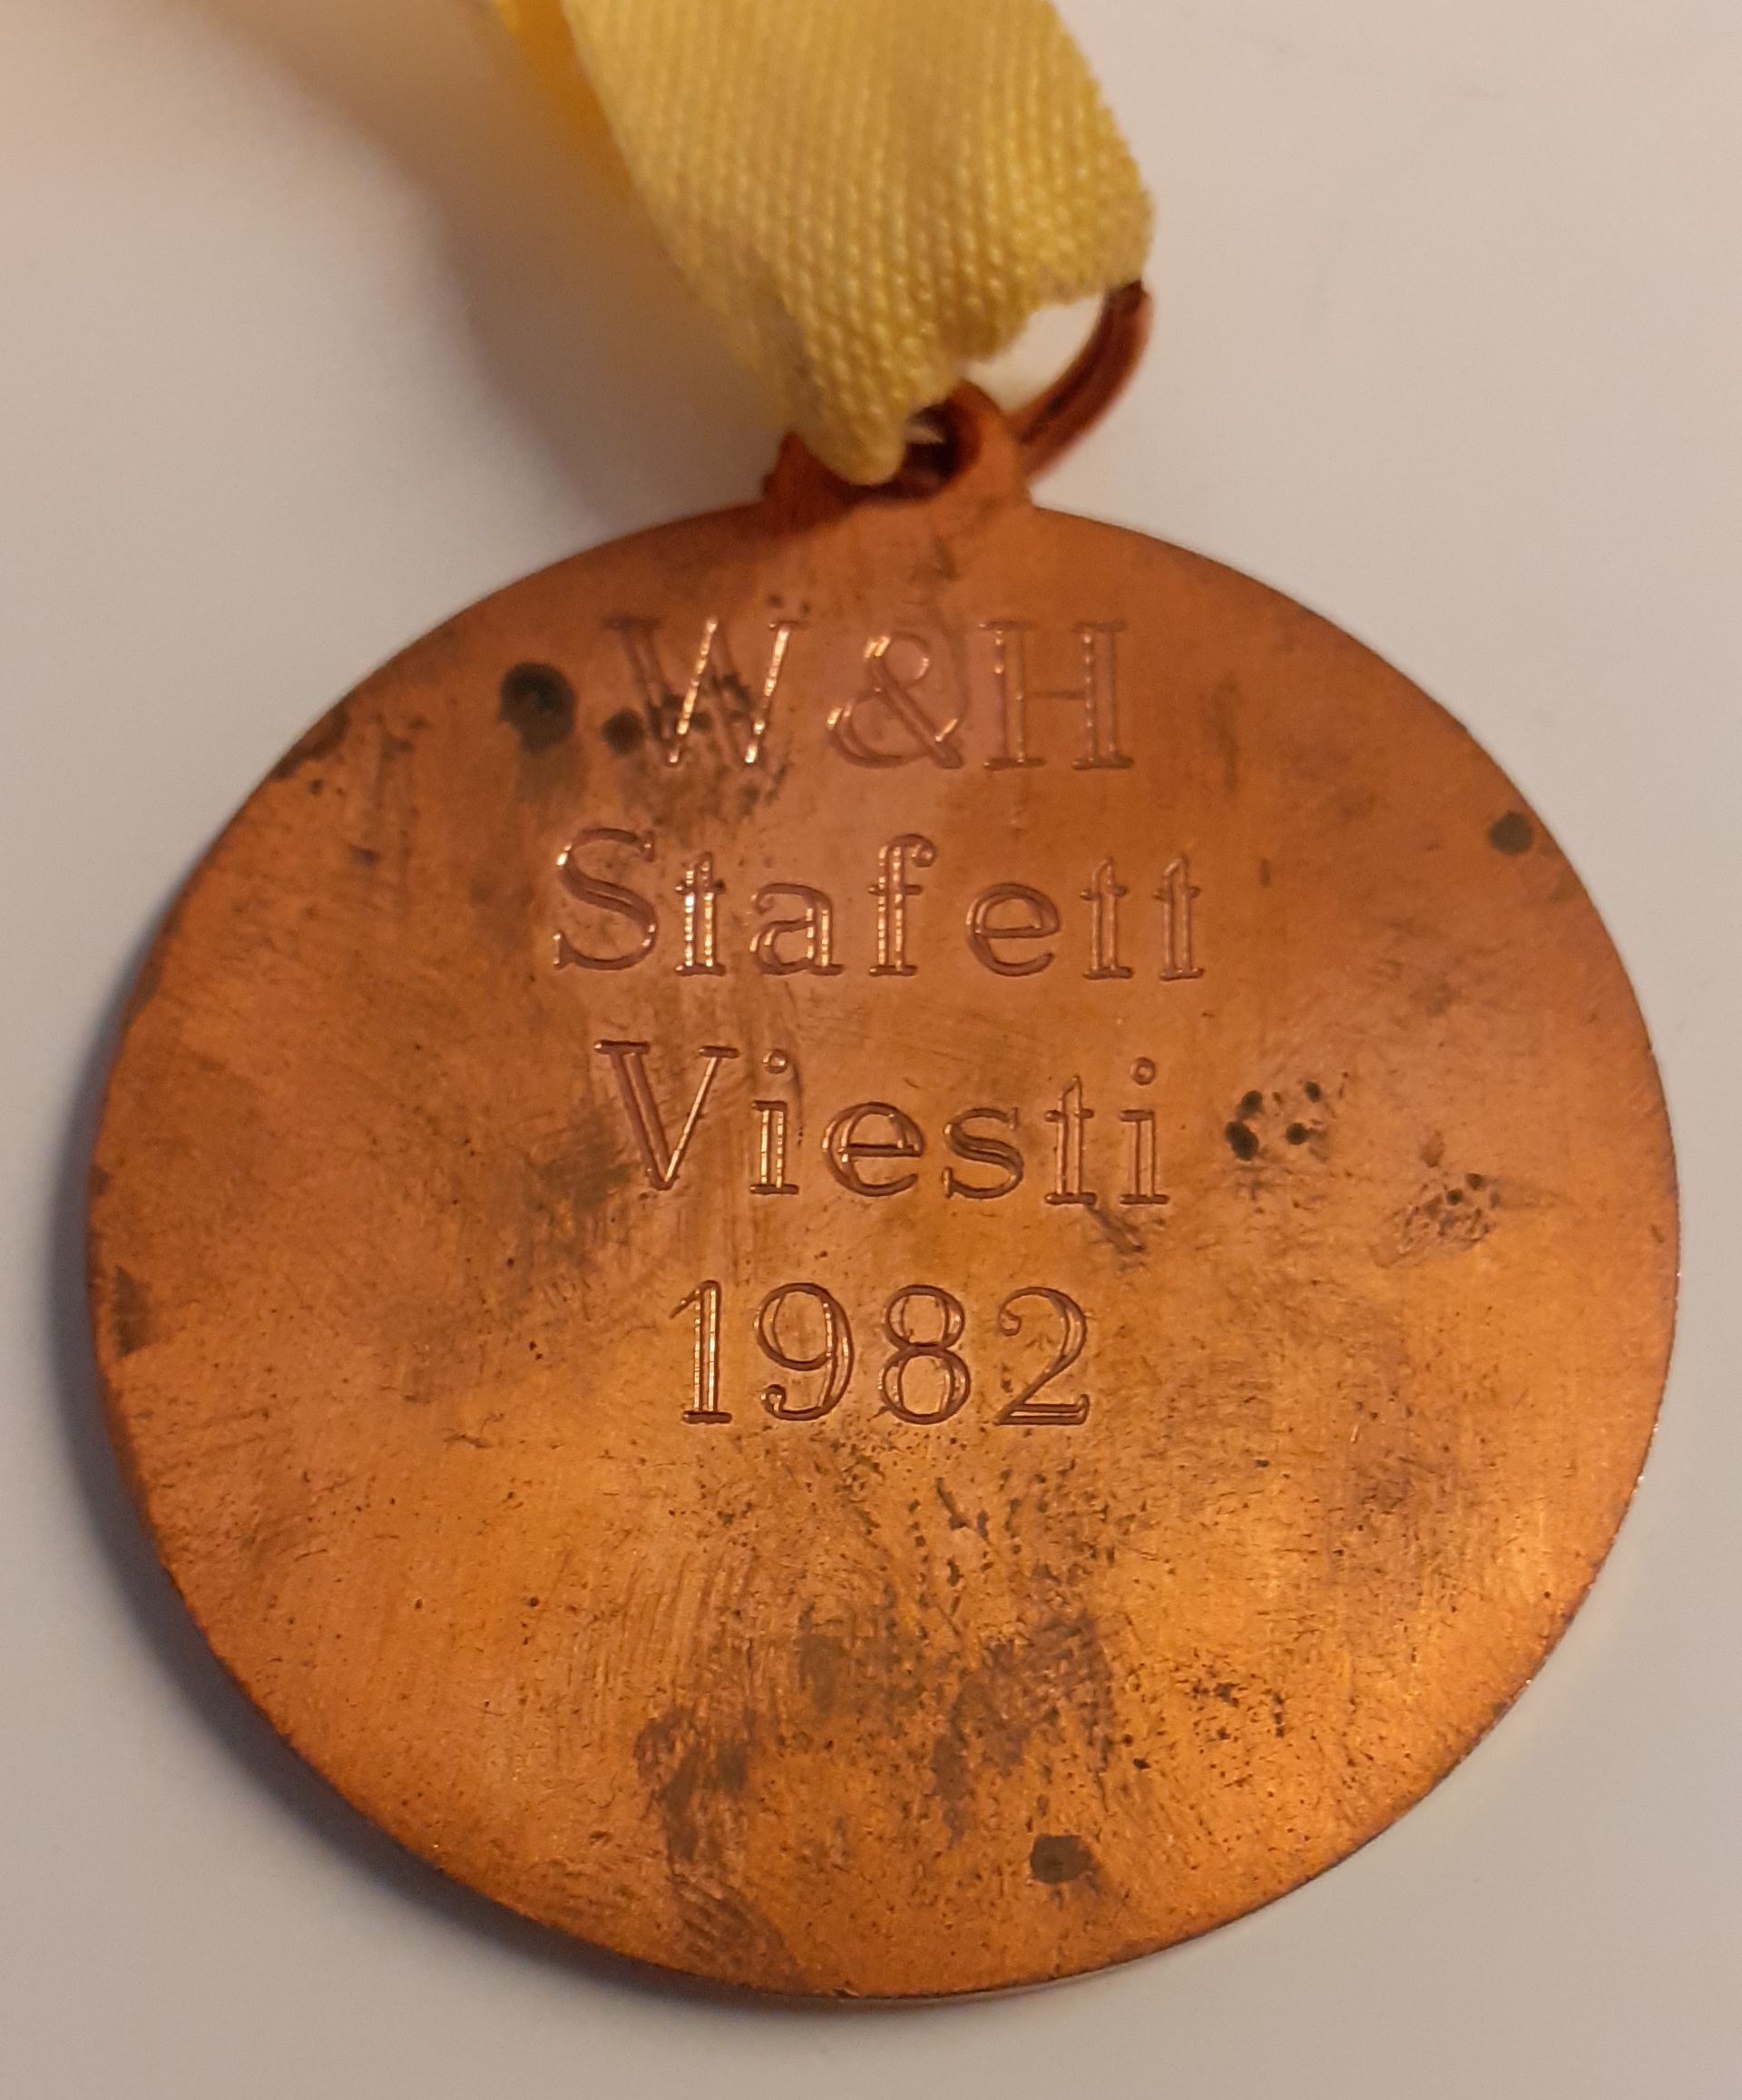 W & H
Stafett
Viesti
1982